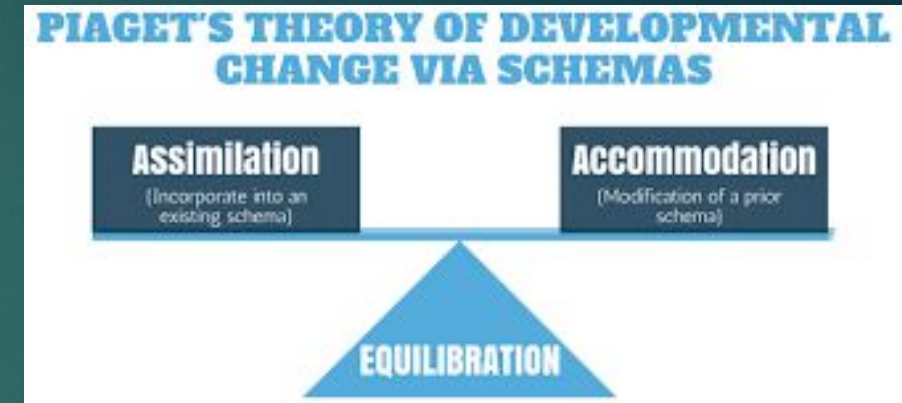 PIAGET'S THEORY OF DEVELOPMENTAL
CHANGE VIA SCHEMAS
Assimilation
(Incorporate into an
existing schema)
Accommodation
(Modification of a prior
schema)
EQUILIBRATION